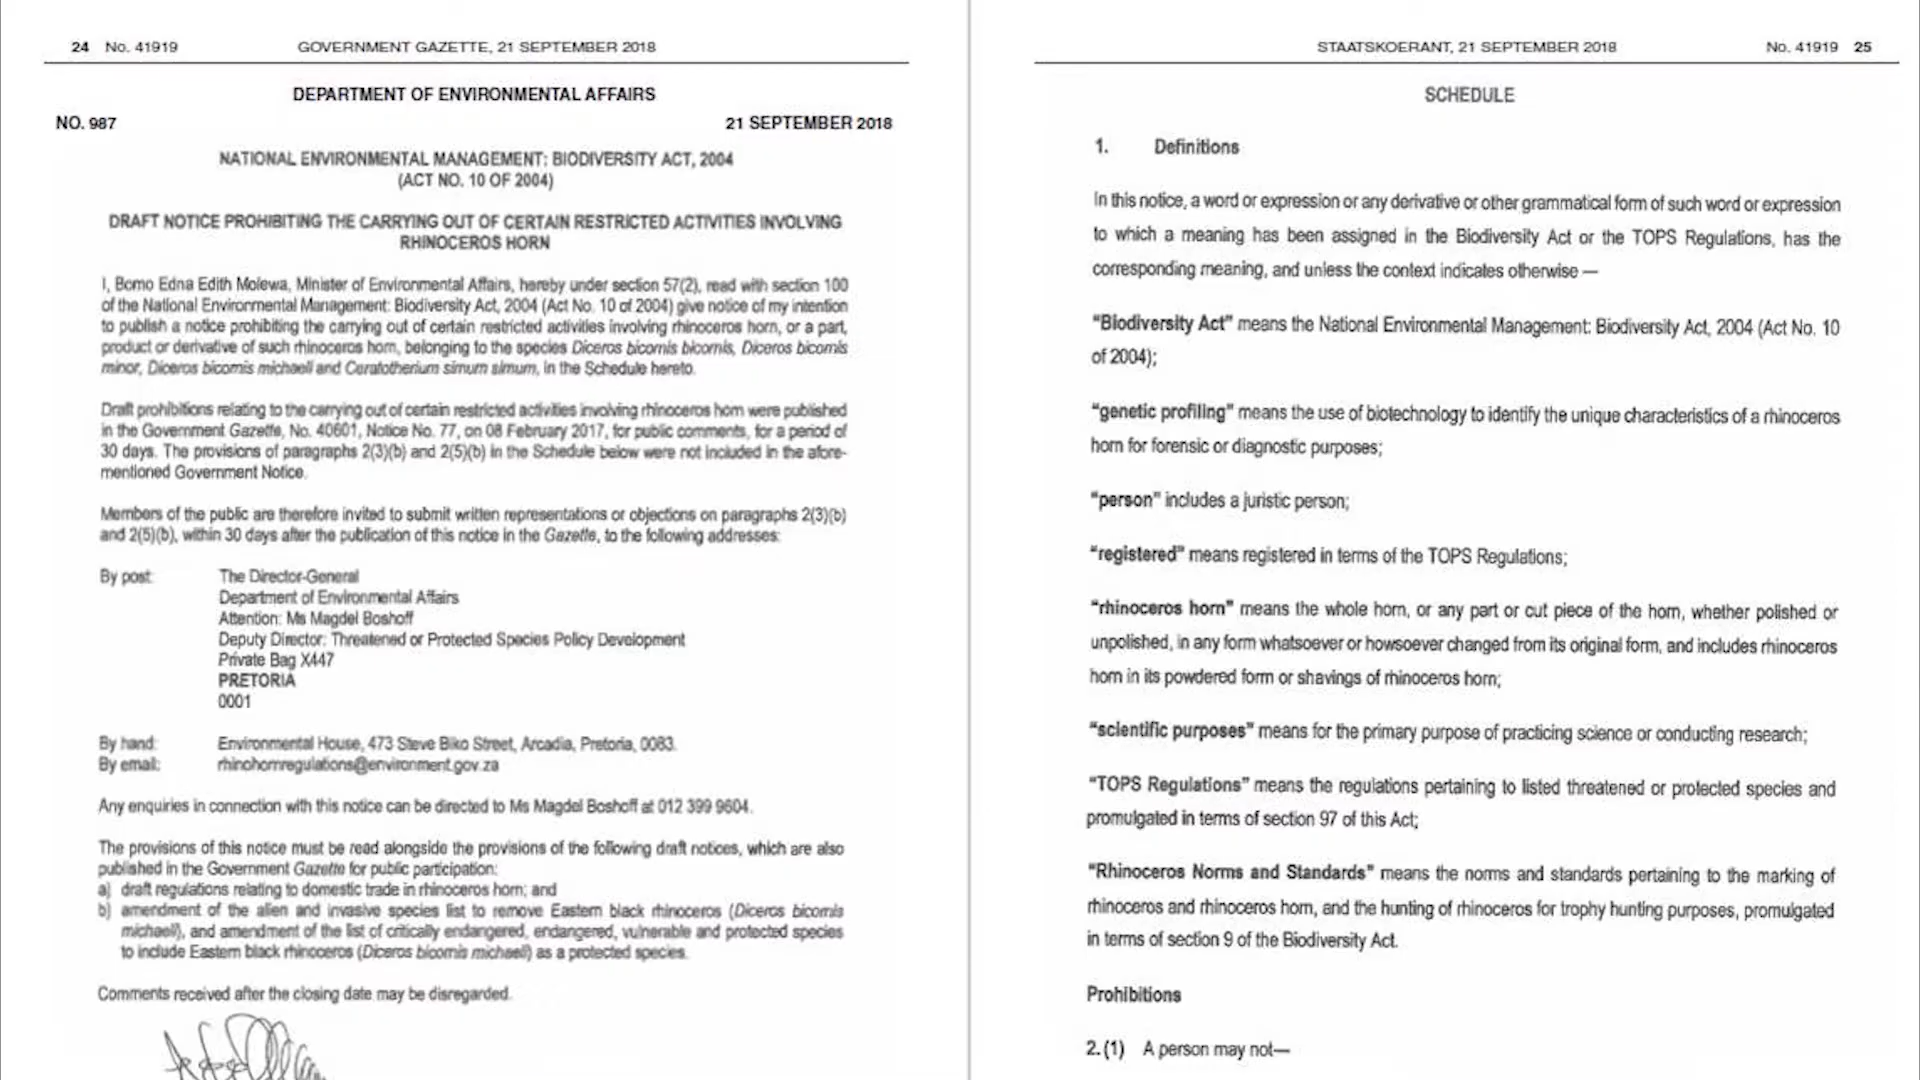 24 No. 41919 GOVERNMENT GAZETTE, 21 SEPTEMBER 2018
DEPARTMENT OF ENVIRONMENTAL AFFAIRS
NO. 987 21 SEPTEMBER 2018
NATIONAL ENVIRONMENTAL MANAGEMENT: BIODIVERSITY ACT, 2004
(ACT NO. 10 OF 2004)
DRAFT NOTICE PROHIBITING THE CARRYING OUT OF CERTAIN RESTRICTED ACTIVITIES INVOLVING
RHINOCEROS HORN
I, Bomo Edna Edith Molewa, Minister of Environmental Affairs, hereby under section 57(2), read with section 100
of the National Environmental Management: Biodiversity Act, 2004 (Act No. 10 of 2004) give notice of my intention
to publish a notice prohibiting the carrying out of certain restricted activities involving rhinoceros horn, or a part,
product or derivative of such rhinoceros horn, belonging to the species Diceros bicornis bicornis, Diceros bicornis
minor, Diceros bicornis michaeli and Ceratotherium simum simum, in the Schedule hereto.
Draft prohibitions relating to the carrying out of certain restricted activities involving rhinoceros horn were published
in the Government Gazette, No. 40601, Notice No. 77, on 08 February 2017, for public comments, for a period of
30 days. The provisions of paragraphs 2(3)(b) and 2(5)(b) in the Schedule below were not included in the afore-
mentioned Government Notice.
Members of the public are therefore invited to submit written representations or objections on paragraphs 2(3)(b)
and 2(5)(b), within 30 days after the publication of this notice in the Gazette, to the following addresses:
By post: The Director-General
Department of Environmental Affairs
Attention: Ms Magdel Boshoff
Deputy Director: Threatened or Protected Species Policy Development
Private Bag X447
PRETORIA
0001
By hand: Environmental House, 473 Steve Biko Street, Arcadia, Pretoria, 0083.
By email: rhinohornregulations@environment.gov.za
Any enquiries in connection with this notice can be directed to Ms Magdel Boshoff at 012 399 9604.
The provisions of this notice must be read alongside the provisions of the following draft notices, which are also
published in the Government Gazette for public participation:
a) draft regulations relating to domestic trade in rhinoceros horn; and
b) amendment of the alien and invasive species list to remove Eastern black rhinoceros (Diceros bicornis
michaeli), and amendment of the list of critically endangered, endangered, vulnerable and protected species
to include Eastern black rhinoceros (Diceros bicornis michaeli) as a protected species.
Comments received after the closing date may be disregarded.
STAATSKOERANT, 21 SEPTEMBER 2018 No. 41919 25
SCHEDULE
1. Definitions
In this notice, a word or expression or any derivative or other grammatical form of such word or expression
to which a meaning has been assigned in the Biodiversity Act or the TOPS Regulations, has the
corresponding meaning, and unless the context indicates otherwise —
"Biodiversity Act" means the National Environmental Management: Biodiversity Act, 2004 (Act No. 10
of 2004);
"genetic profiling" means the use of biotechnology to identify the unique characteristics of a rhinoceros
horn for forensic or diagnostic purposes;
"person" includes a juristic person;
"registered" means registered in terms of the TOPS Regulations;
"rhinoceros horn" means the whole horn, or any part or cut piece of the horn, whether polished or
unpolished, in any form whatsoever or howsoever changed from its original form, and includes rhinoceros
horn in its powdered form or shavings of rhinoceros horn;
"scientific purposes" means for the primary purpose of practicing science or conducting research;
"TOPS Regulations" means the regulations pertaining to listed threatened or protected species and
promulgated in terms of section 97 of this Act;
"Rhinoceros Norms and Standards" means the norms and standards pertaining to the marking of
rhinoceros and rhinoceros horn, and the hunting of rhinoceros for trophy hunting purposes, promulgated
in terms of section 9 of the Biodiversity Act.
Prohibitions
2.(1) A person may not—